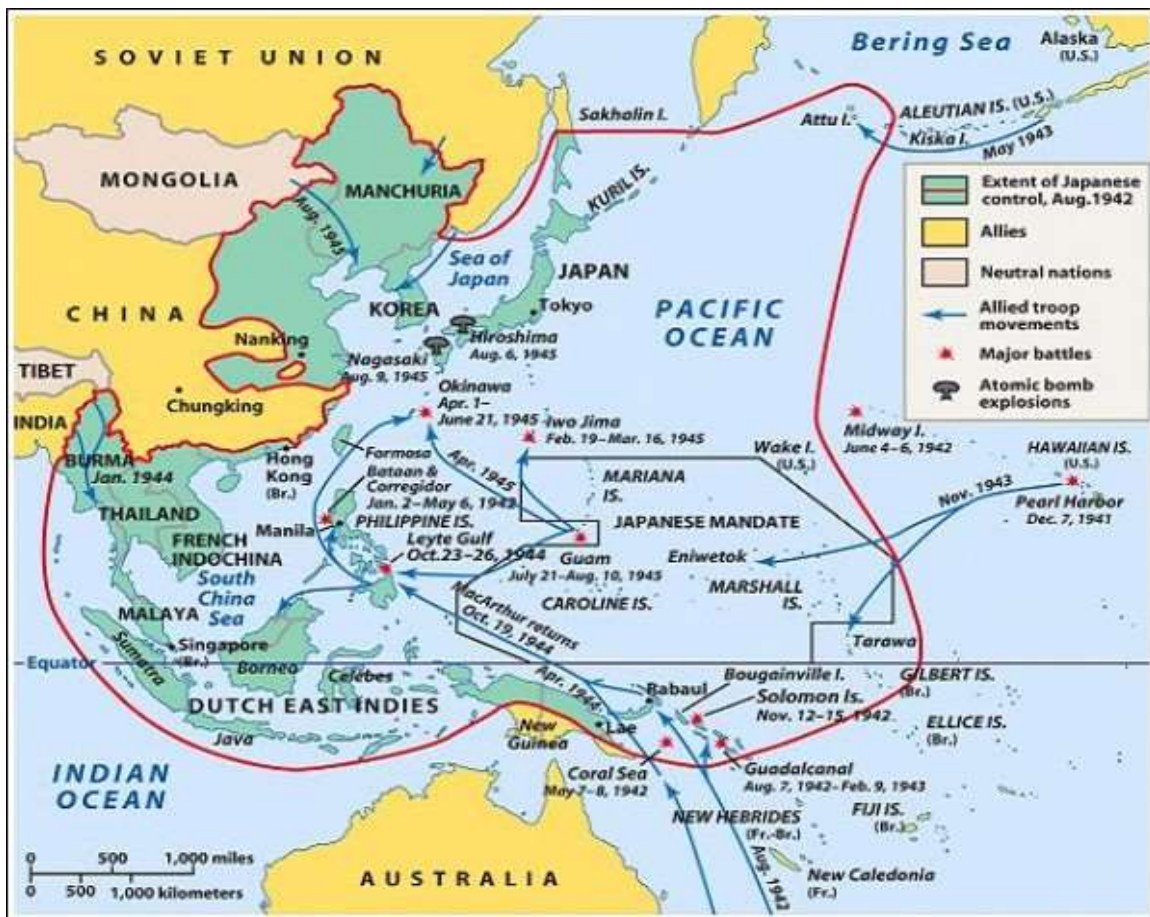 SOVIET UNION
Bering Sea
Alaska
(U.S.)
Sakhalin I.
Attu I.
ALEUTIAN IS. (U.S.)
Kiska I.
May 1943
MONGOLIA
MANCHURIA
Aug. 1945
KURIL IS.
Extent of Japanese
control, Aug.1942
Allies
Neutral nations
Allied troop
movements
Major battles
Atomic bomb
explosions
Sea of
Japan
JAPAN
KOREA
Tokyo
PACIFIC
OCEAN
CHINA
Nanking
Hiroshima
Aug. 6, 1945
Nagasaki
Aug. 9, 1945
TIBET
Chungking
Okinawa
Apr. 1–
June 21, 1945
Iwo Jima
Feb. 19–Mar. 16, 1945
Midway I.
June 4–6, 1942
INDIA
BURMA
Jan. 1944
Hong
Kong
(Br.)
Formosa
Bataan &
Corregidor
Jan. 2–May 6, 1942
Apr. 1945
Wake I.
(U.S.)
HAWAIIAN IS.
(U.S.)
Nov. 1943
Pearl Harbor
Dec. 7, 1941
MARIANA
IS.
THAILAND
Manila
PHILIPPINE IS.
JAPANESE MANDATE
FRENCH
INDOCHINA
Leyte Gulf
Oct.23–26, 1944
Guam
July 21–Aug. 10, 1945
Eniwetok
South
China
Sea
MALAYA
CAROLINE IS.
MARSHALL
IS.
MacArthur returns
Oct. 19, 1944
Singapore
(Br.)
Tarawa
Equator
Sumatra
Borneo
Celebes
Apr. 1944
Bougainville I.
GILBERT IS.
(Br.)
Rabaul
Solomon Is.
Nov. 12–15, 1942
DUTCH EAST INDIES
Java
New
Guinea
Lae
ELLICE IS.
(Br.)
INDIAN
OCEAN
Coral Sea
May 7–8, 1942
Guadalcanal
Aug. 7, 1942–Feb. 9, 1943
NEW HEBRIDES
(Fr.-Br.)
FIJI IS.
(Br.)
Aug. 1942
0 500 1,000 miles
0 500 1,000 kilometers
AUSTRALIA
New Caledonia
(Fr.)